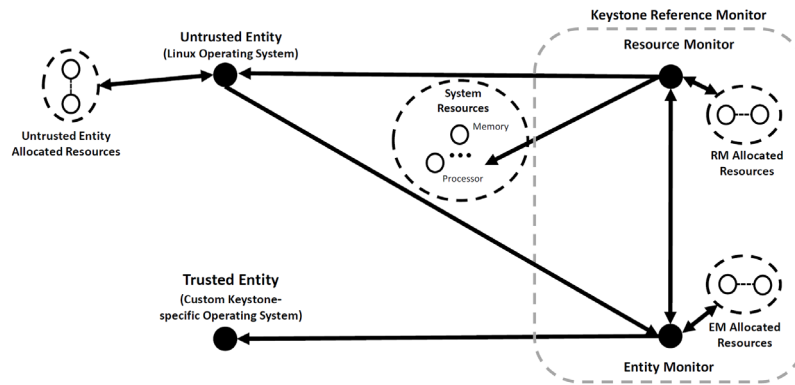 Keystone Reference Monitor
Untrusted Entity
(Linux Operating System)
Resource Monitor
System
Resources
Memory
Processor
Untrusted Entity
Allocated Resources
RM Allocated
Resources
Trusted Entity
(Custom Keystone-
specific Operating System)
EM Allocated
Resources
Entity Monitor